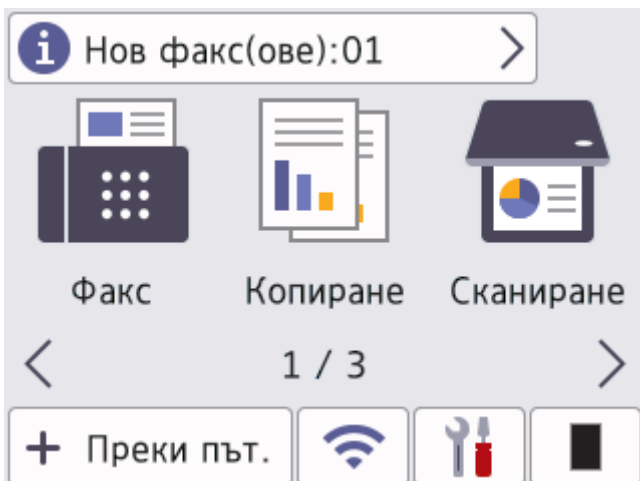 Нов факс(ове):01
Факс
Копиране
Сканиране
1 / 3
Преки път.